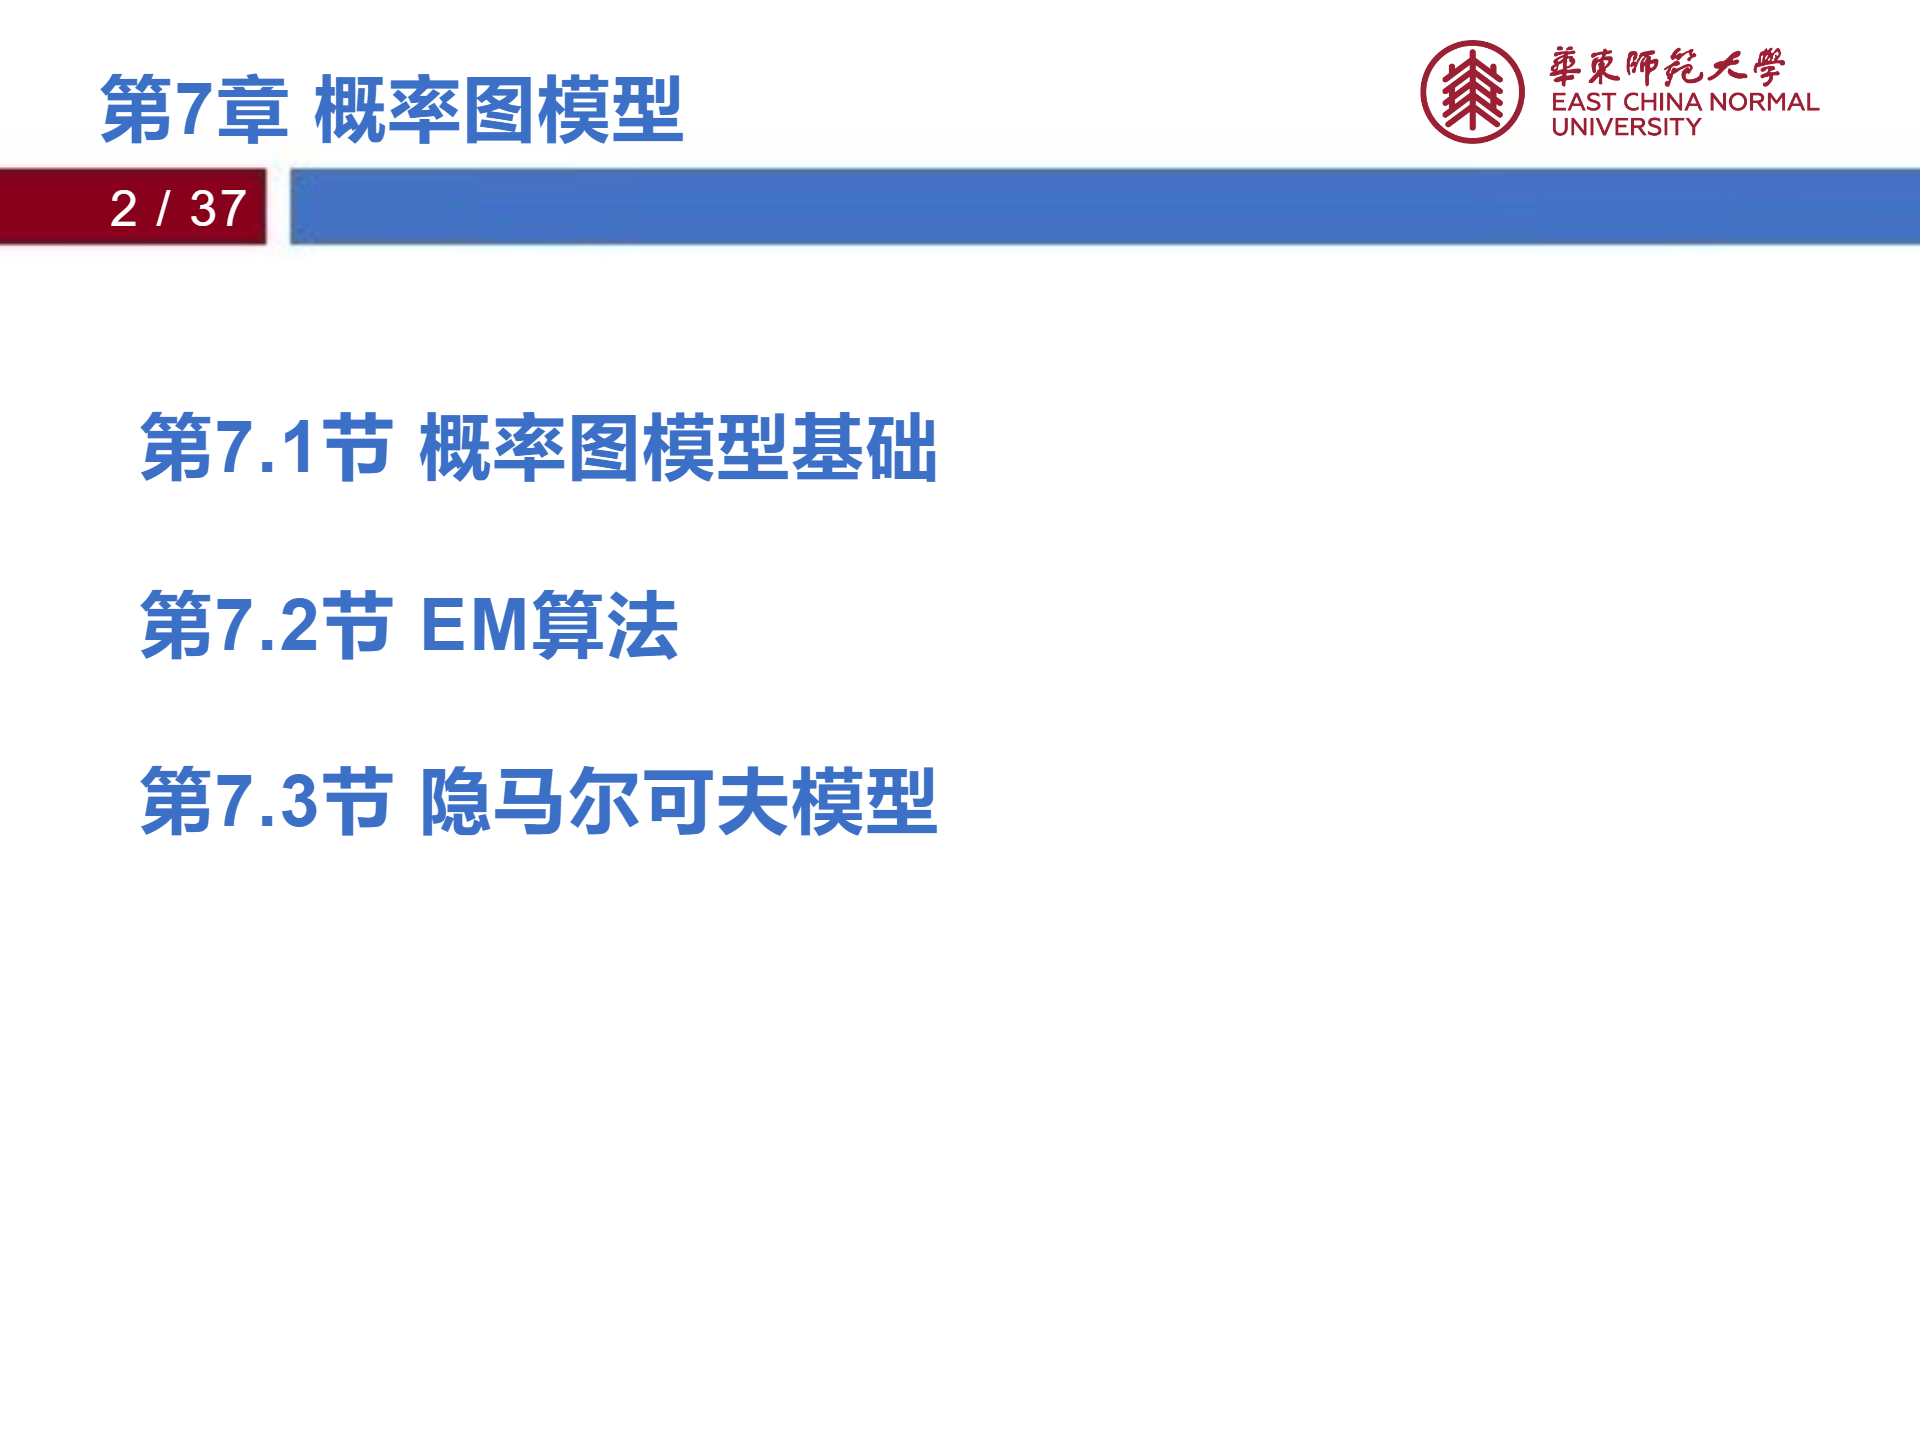 第7章 概率图模型
華東師範大學
EAST CHINA NORMAL
UNIVERSITY
2 / 37
第7.1节 概率图模型基础
第7.2节 EM算法
第7.3节 隐马尔可夫模型